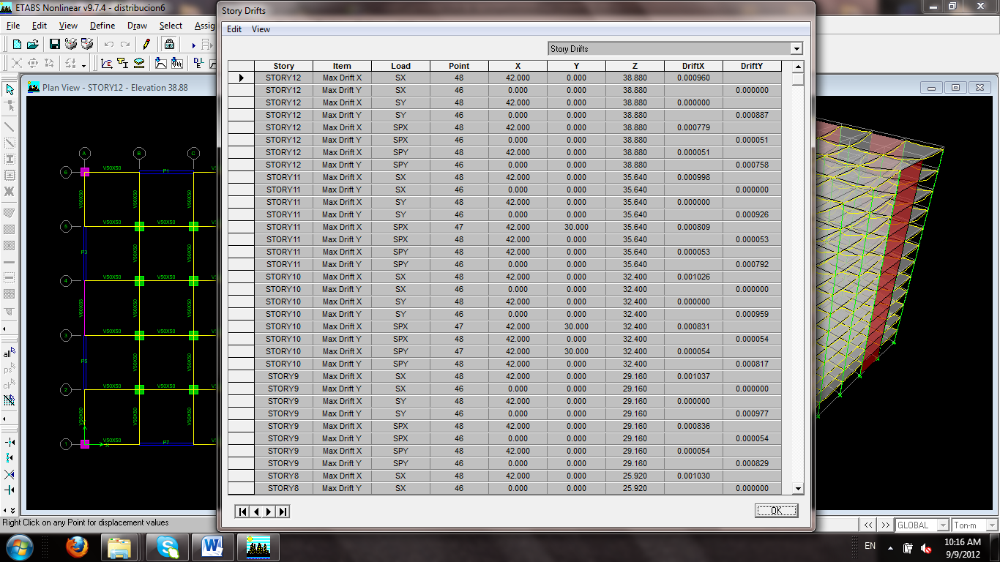 ETABS Nonlinear v9.7.4 - distribucion6
File Edit View Define Draw Select Assig
Plan View - STORY12 - Elevation 38.88
A B C
6 5 4 3 2 1
V50X50 P1
V50X50 V50X50
V50X50 V50X50
V50X50 V50X50
V50X50 V50X50
P3 P5 P7
X
all
ps
clr
Story Drifts
Edit View
Story Drifts
Story Item Load Point X Y Z DriftX DriftY
STORY12 Max Drift X SX 48 42.000 0.000 38.880 0.000960
STORY12 Max Drift Y SX 46 0.000 0.000 38.880 0.000000
STORY12 Max Drift X SY 48 42.000 0.000 38.880 0.000000
STORY12 Max Drift Y SY 46 0.000 0.000 38.880 0.000887
STORY12 Max Drift X SPX 48 42.000 0.000 38.880 0.000779
STORY12 Max Drift Y SPX 46 0.000 0.000 38.880 0.000051
STORY12 Max Drift X SPY 48 42.000 0.000 38.880 0.000051
STORY12 Max Drift Y SPY 46 0.000 0.000 38.880 0.000758
STORY11 Max Drift X SX 48 42.000 0.000 35.640 0.000998
STORY11 Max Drift Y SX 46 0.000 0.000 35.640 0.000000
STORY11 Max Drift X SY 48 42.000 0.000 35.640 0.000000
STORY11 Max Drift Y SY 46 0.000 0.000 35.640 0.000926
STORY11 Max Drift X SPX 47 42.000 30.000 35.640 0.000809
STORY11 Max Drift Y SPX 48 42.000 0.000 35.640 0.000053
STORY11 Max Drift X SPY 48 42.000 0.000 35.640 0.000053
STORY11 Max Drift Y SPY 46 0.000 0.000 35.640 0.000792
STORY10 Max Drift X SX 48 42.000 0.000 32.400 0.001026
STORY10 Max Drift Y SX 46 0.000 0.000 32.400 0.000000
STORY10 Max Drift X SY 48 42.000 0.000 32.400 0.000000
STORY10 Max Drift Y SY 46 0.000 0.000 32.400 0.000959
STORY10 Max Drift X SPX 47 42.000 30.000 32.400 0.000831
STORY10 Max Drift Y SPX 48 42.000 0.000 32.400 0.000054
STORY10 Max Drift X SPY 47 42.000 30.000 32.400 0.000054
STORY10 Max Drift Y SPY 48 42.000 0.000 32.400 0.000817
STORY9 Max Drift X SX 48 42.000 0.000 29.160 0.001037
STORY9 Max Drift Y SX 46 0.000 0.000 29.160 0.000000
STORY9 Max Drift X SY 48 42.000 0.000 29.160 0.000000
STORY9 Max Drift Y SY 46 0.000 0.000 29.160 0.000977
STORY9 Max Drift X SPX 48 42.000 0.000 29.160 0.000836
STORY9 Max Drift Y SPX 46 0.000 0.000 29.160 0.000054
STORY9 Max Drift X SPY 48 42.000 0.000 29.160 0.000054
STORY9 Max Drift Y SPY 46 0.000 0.000 29.160 0.000829
STORY8 Max Drift X SX 48 42.000 0.000 25.920 0.001030
STORY8 Max Drift Y SX 46 0.000 0.000 25.920 0.000000
OK
Right Click on any Point for displacement values
<< >> GLOBAL Ton-m
EN 10:16 AM
9/9/2012